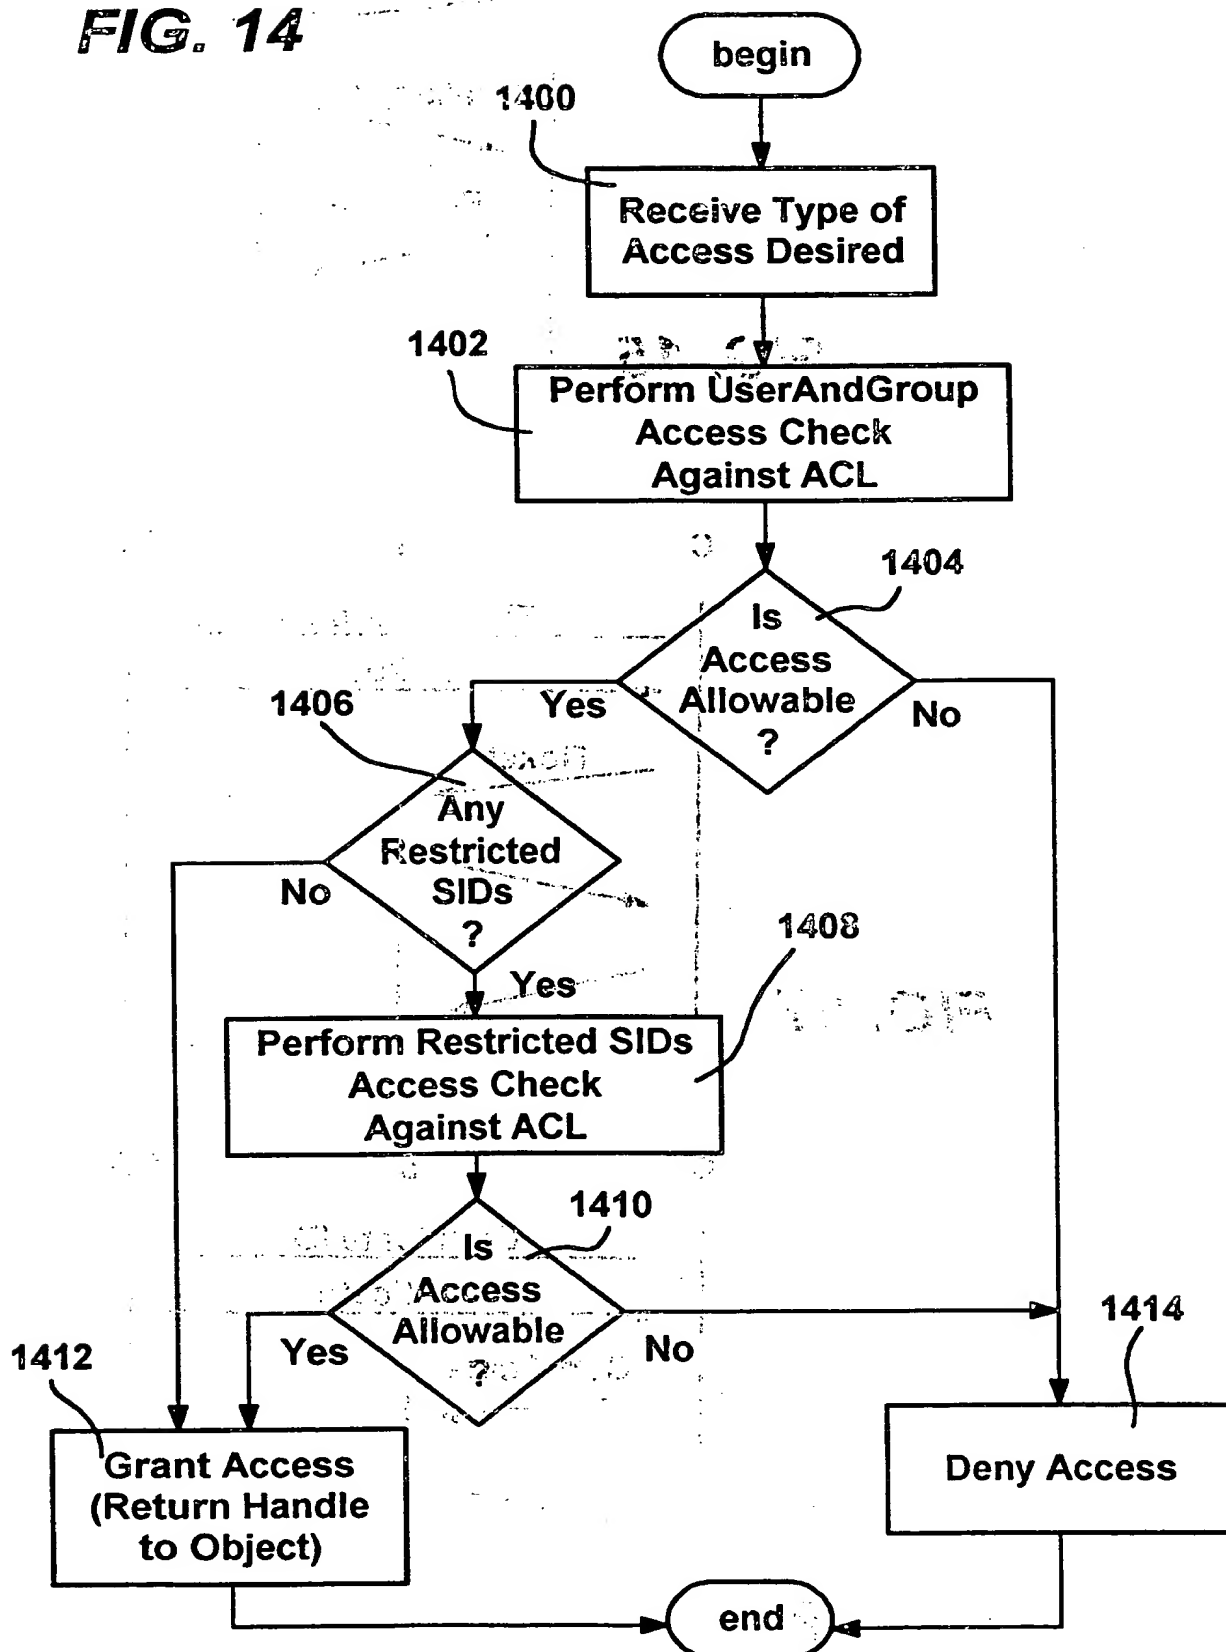 FIG. 14
begin
1400
Receive Type of
Access Desired
1402
Perform UserAndGroup
Access Check
Against ACL
1404
Is
Access
Allowable
?
Yes
No
1406
Any
Restricted
SIDs
?
No
Yes
1408
Perform Restricted SIDs
Access Check
Against ACL
1410
Is
Access
Allowable
?
Yes
No
1412
Grant Access
(Return Handle
to Object)
1414
Deny Access
end